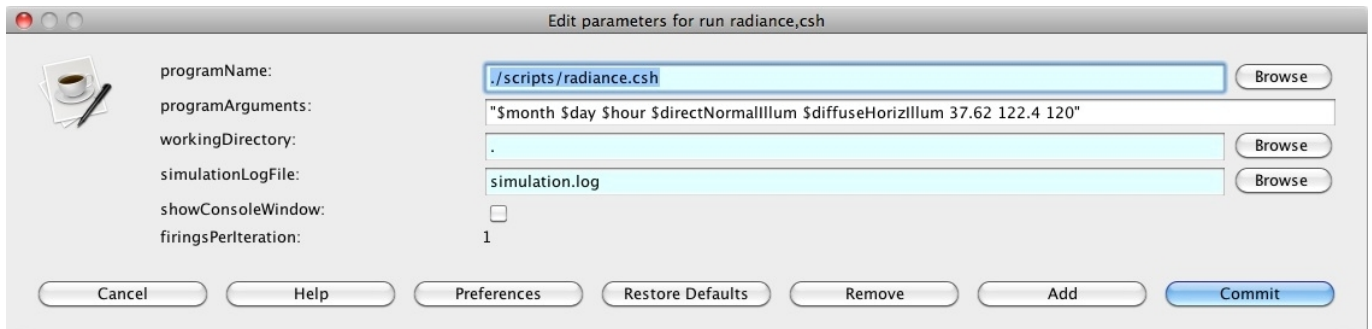 Edit parameters for run radiance,csh
programName: ./scripts/radiance.csh Browse
programArguments: "$month $day $hour $directNormalIllum $diffuseHorizIllum 37.62 122.4 120"
workingDirectory: . Browse
simulationLogFile: simulation.log Browse
showConsoleWindow:
firingsPerIteration: 1
Cancel Help Preferences Restore Defaults Remove Add Commit